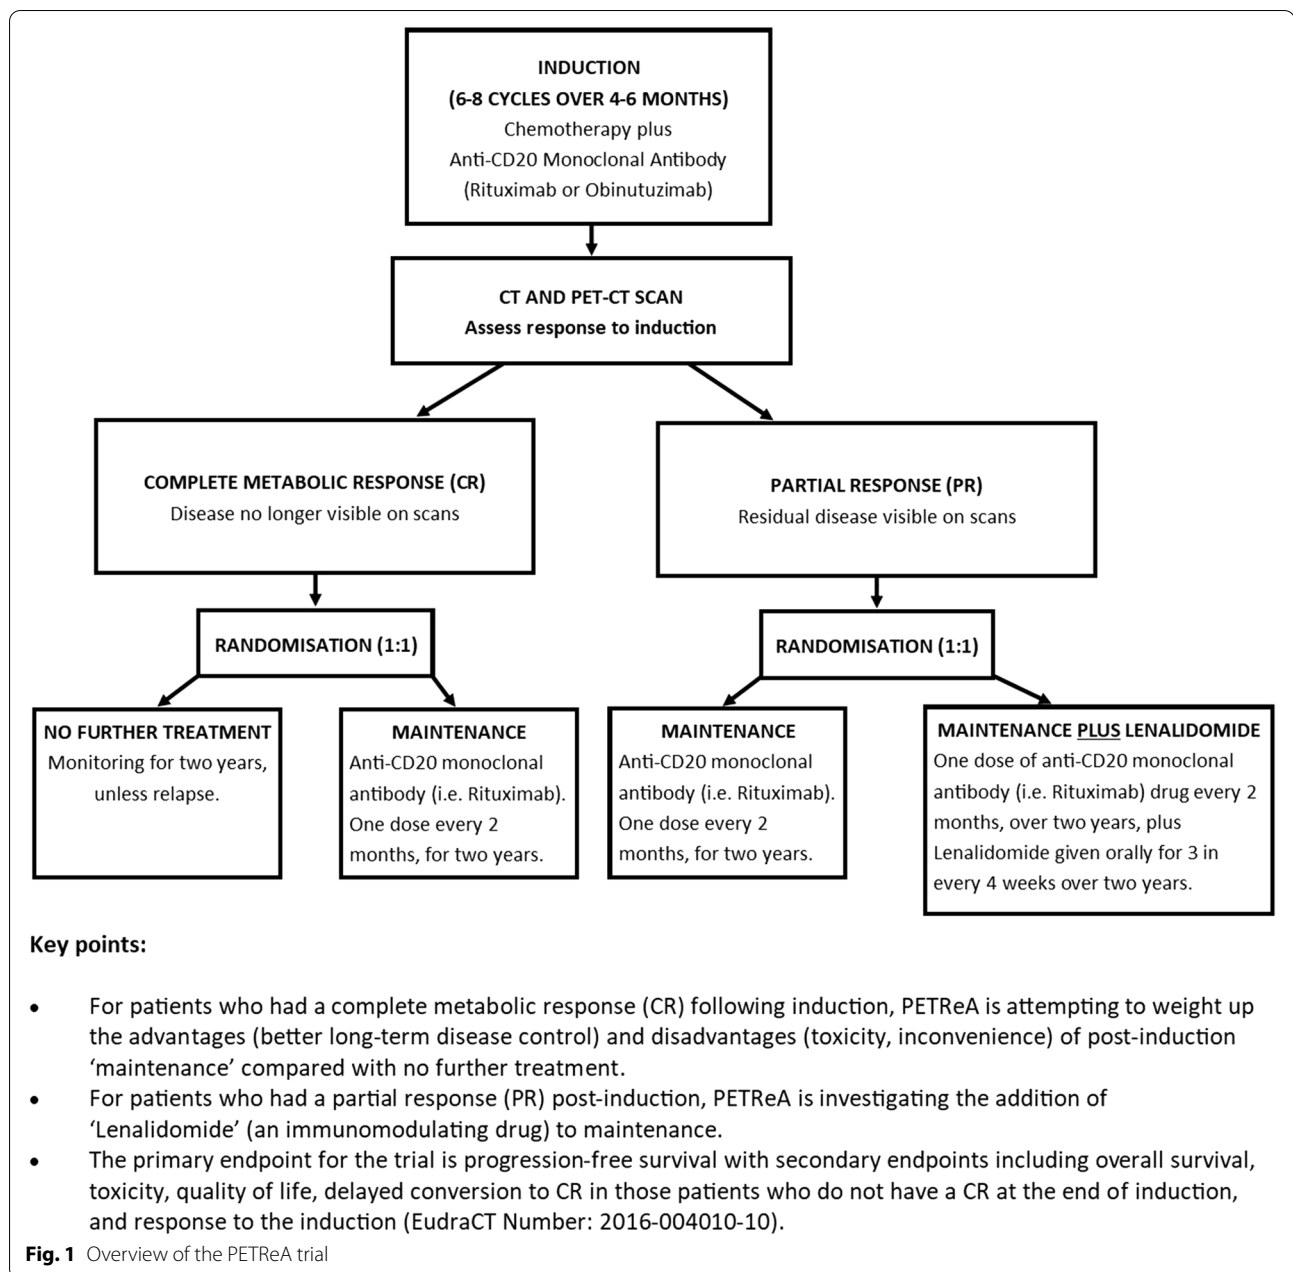 INDUCTION
(6-8 CYCLES OVER 4-6 MONTHS)
Chemotherapy plus
Anti-CD20 Monoclonal Antibody
(Rituximab or Obinutuzimab)
CT AND PET-CT SCAN
Assess response to induction
COMPLETE METABOLIC RESPONSE (CR)
Disease no longer visible on scans
PARTIAL RESPONSE (PR)
Residual disease visible on scans
RANDOMISATION (1:1)
RANDOMISATION (1:1)
NO FURTHER TREATMENT
Monitoring for two years,
unless relapse.
MAINTENANCE
Anti-CD20 monoclonal
antibody (i.e. Rituximab).
One dose every 2
months, for two years.
MAINTENANCE
Anti-CD20 monoclonal
antibody (i.e. Rituximab).
One dose every 2
months, for two years.
MAINTENANCE PLUS LENALIDOMIDE
One dose of anti-CD20 monoclonal
antibody (i.e. Rituximab) drug every 2
months, over two years, plus
Lenalidomide given orally for 3 in
every 4 weeks over two years.
Key points:
• For patients who had a complete metabolic response (CR) following induction, PETReA is attempting to weight up
the advantages (better long-term disease control) and disadvantages (toxicity, inconvenience) of post-induction
‘maintenance’ compared with no further treatment.
• For patients who had a partial response (PR) post-induction, PETReA is investigating the addition of
‘Lenalidomide’ (an immunomodulating drug) to maintenance.
• The primary endpoint for the trial is progression-free survival with secondary endpoints including overall survival,
toxicity, quality of life, delayed conversion to CR in those patients who do not have a CR at the end of induction,
and response to the induction (EudraCT Number: 2016-004010-10).
Fig. 1 Overview of the PETReA trial